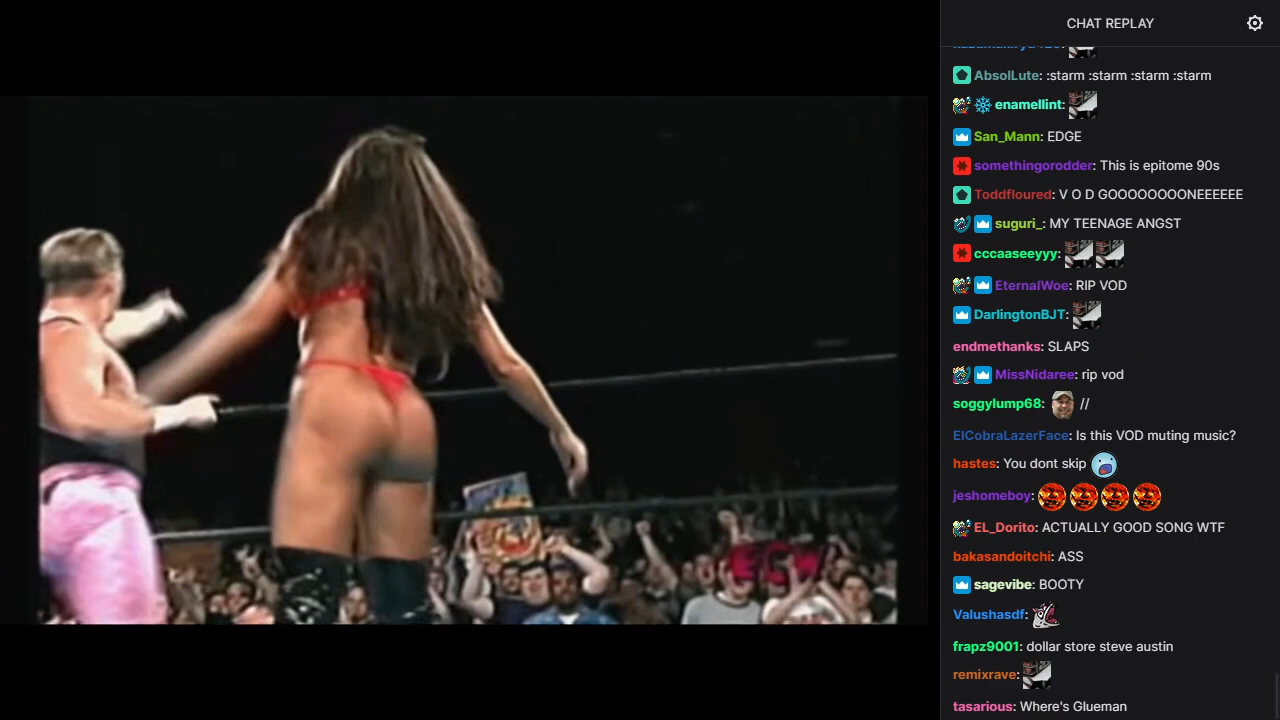 CHAT REPLAY
AbsolLute: :starm :starm :starm :starm
enamellint:
San_Mann: EDGE
somethingorodder: This is epitome 90s
Toddfloured: V O D GOOOOOOOONEEEEEE
suguri_: MY TEENAGE ANGST
cccaaseeyyy:
EternalWoe: RIP VOD
DarlingtonBJT:
endmethanks: SLAPS
MissNidaree: rip vod
soggylump68: //
ElCobraLazerFace: Is this VOD muting music?
hastes: You dont skip
jeshomeboy:
EL_Dorito: ACTUALLY GOOD SONG WTF
bakasandoitchi: ASS
sagevibe: BOOTY
Valushasdf:
frapz9001: dollar store steve austin
remixrave:
tasarious: Where's Glueman
ECW